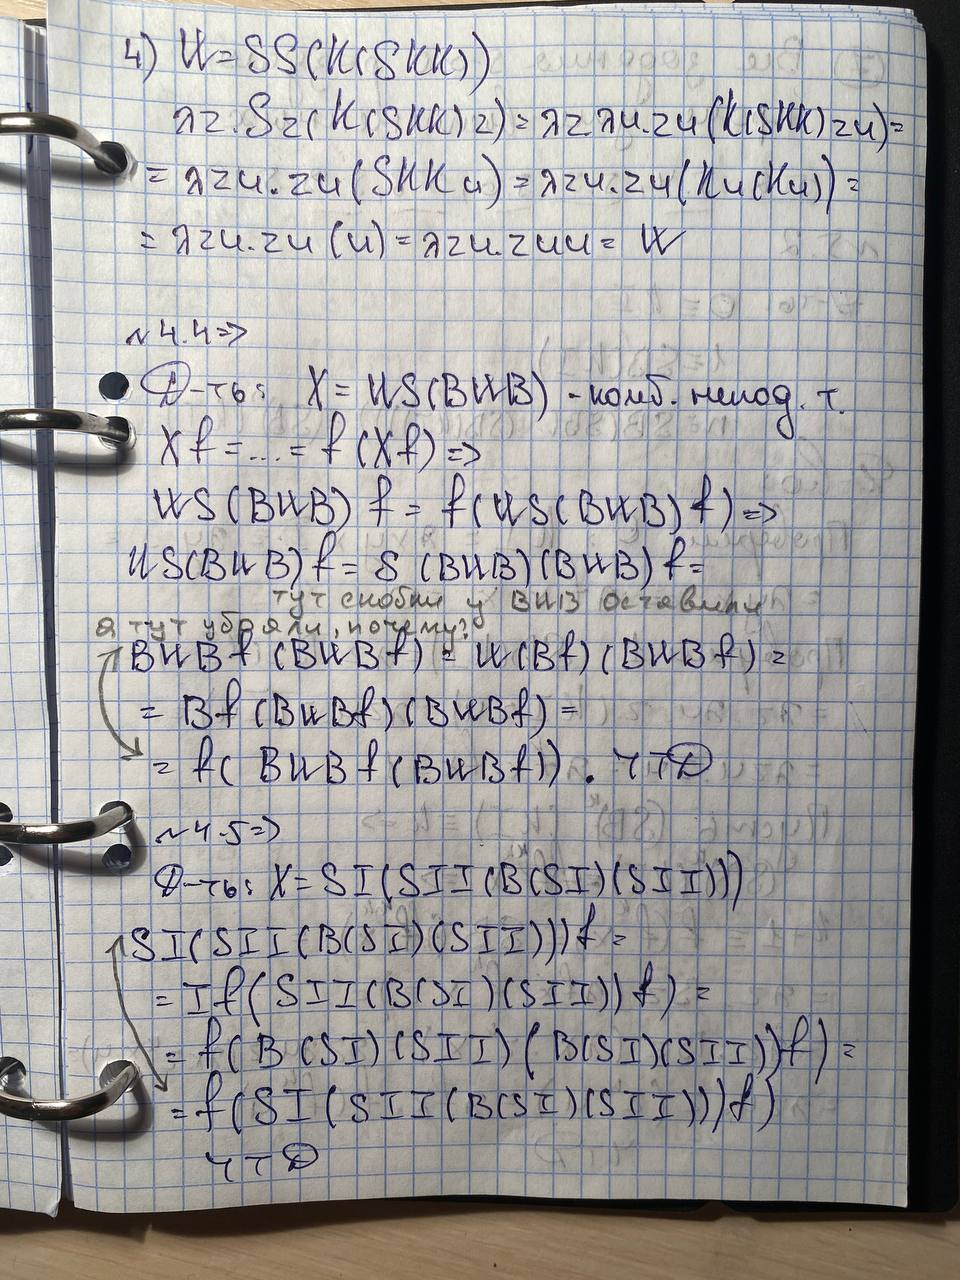 4) W = SS(K(SKK))
λz.Sz(K(SKK)z) = λz.λu.zu(K(SKK)zu) =
= λzu.zu(SKKu) = λzu.zu(Ku(Ku)) =
= λzu.zu(u) = λzu.zuu = W
№4.4 =>
Д-ть: X = WS(BWB) - комб. непод. т.
Xf = ... = f(Xf) =>
WS(BWB) f = f(WS(BWB)f) =>
WS(BWB)f = S (BWB)(BWB)f =
тут скобки у BWB оставили
а тут убрали, почему?
BWBf (BWBf) = W(Bf)(BWBf) =
= Bf (BWBf)(BWBf) =
= f( BWBf(BWBf)). ЧТД
№4.5 =>
Д-ть: X = SI(SII(B(SI)(SII)))
SI(SII(B(SI)(SII)))f =
= If(SII(B(SI)(SII))f) =
= f(B(SI)(SII)(B(SI)(SII))f) =
= f(SI(SII(B(SI)(SII)))f)
ЧТД